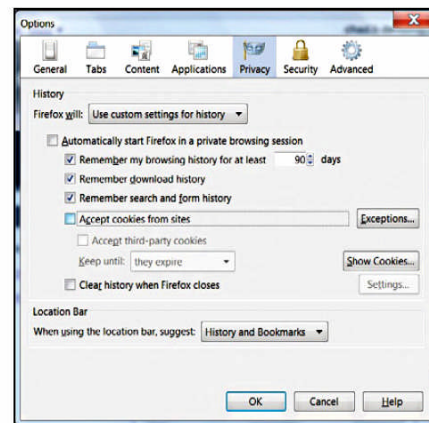 Options
General Tabs Content Applications Privacy Security Advanced
History
Firefox will: Use custom settings for history
Automatically start Firefox in a private browsing session
Remember my browsing history for at least 90 days
Remember download history
Remember search and form history
Accept cookies from sites Exceptions...
Accept third-party cookies
Keep until: they expire Show Cookies...
Clear history when Firefox closes Settings...
Location Bar
When using the location bar, suggest: History and Bookmarks
OK Cancel Help